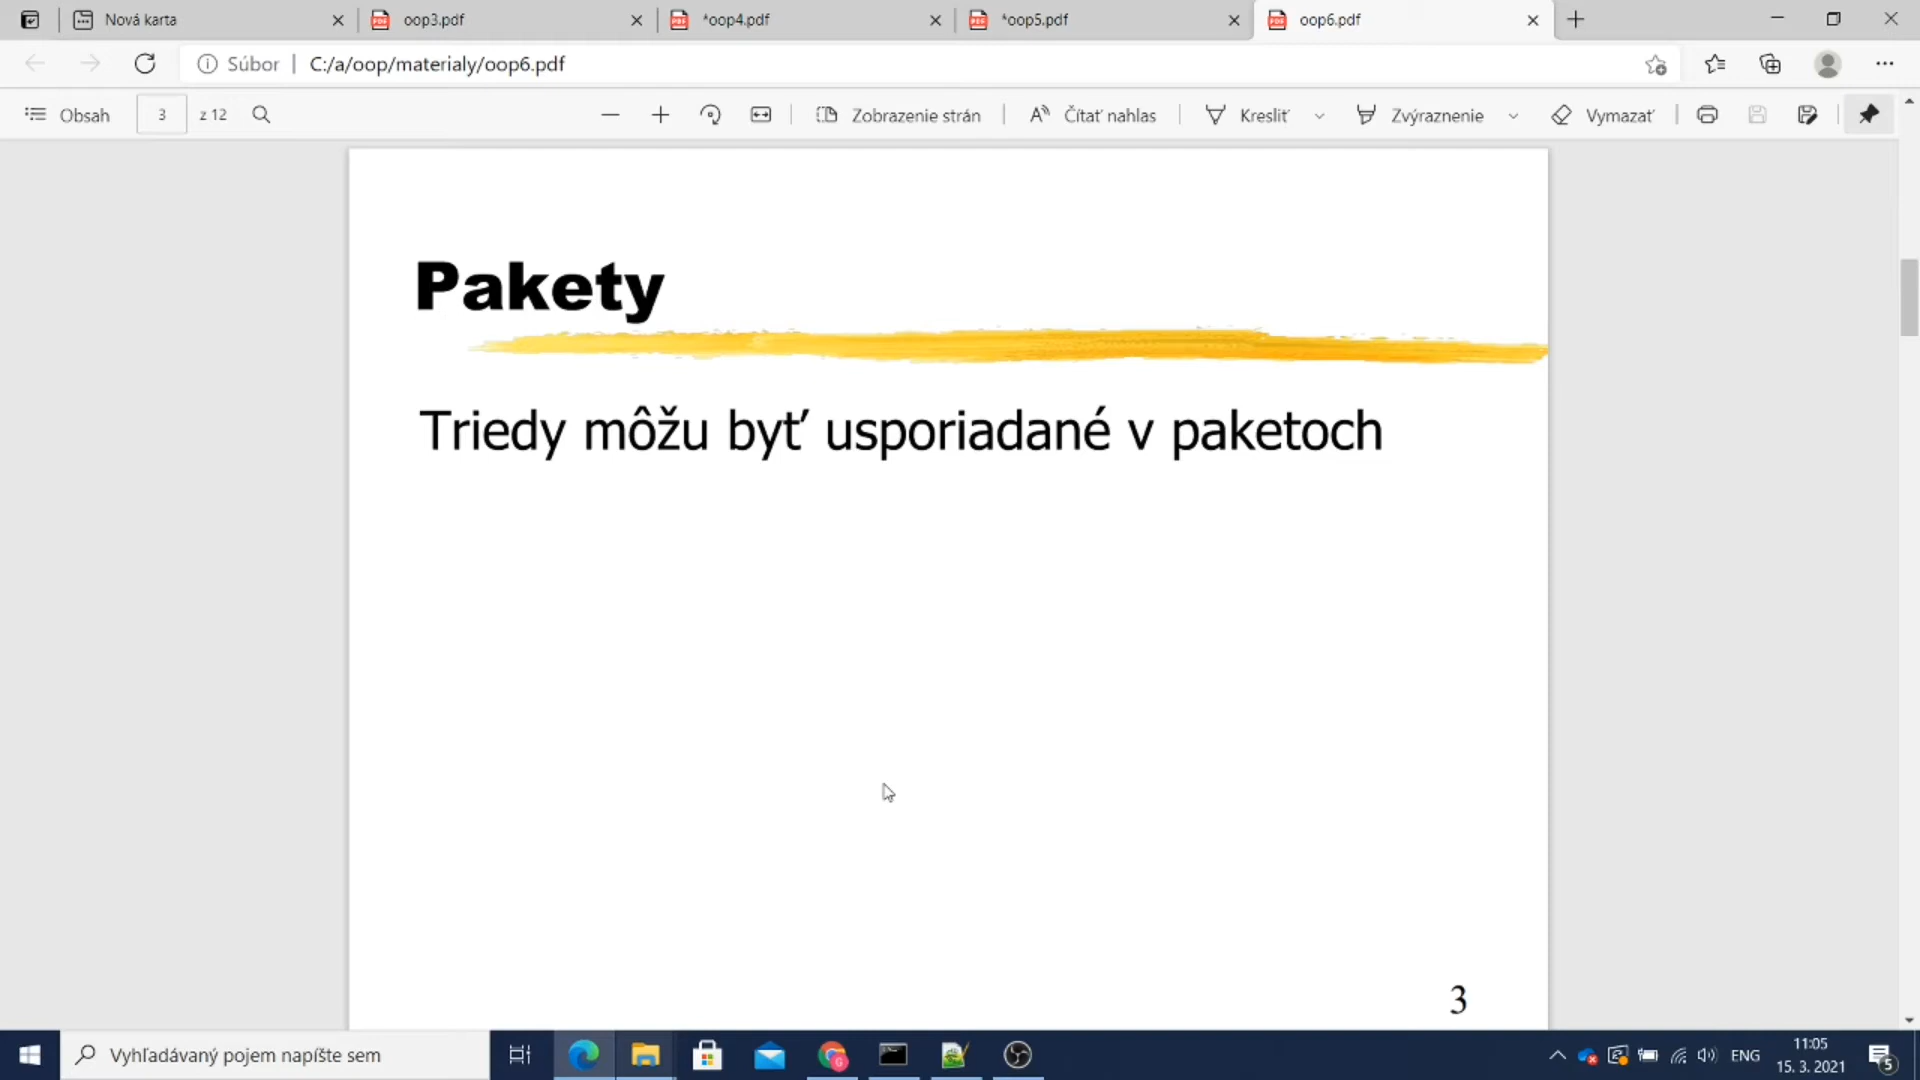 Nová karta
oop3.pdf
*oop4.pdf
*oop5.pdf
oop6.pdf
Súbor
C:/a/oop/materialy/oop6.pdf
Obsah
3
z 12
Zobrazenie strán
Čítať nahlas
Kresliť
Zvýraznenie
Vymazať
Pakety
Triedy môžu byť usporiadané v paketoch
3
Vyhľadávaný pojem napíšte sem
ENG
11:05
15. 3. 2021
5